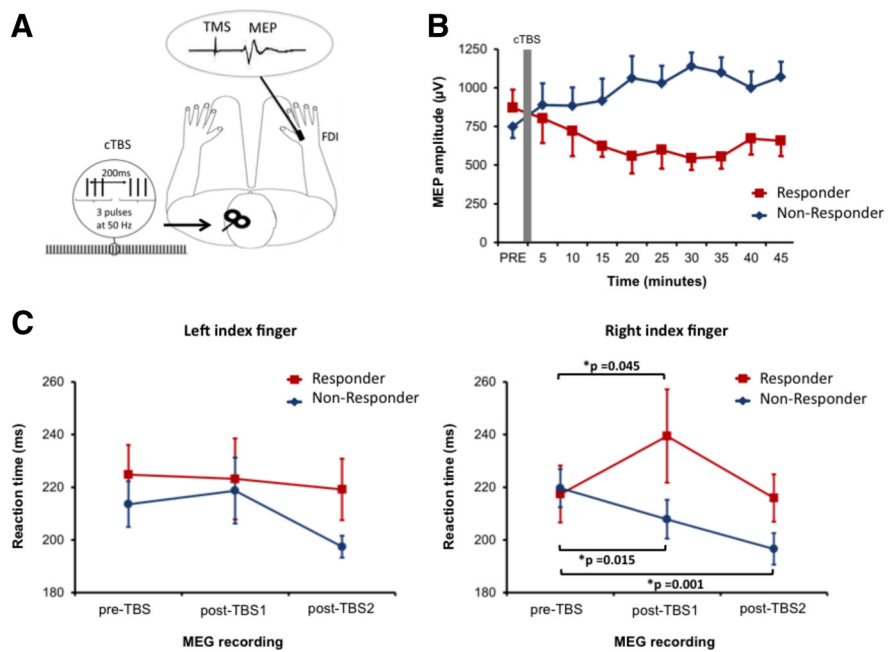 A
TMS MEP
FDI
cTBS
200ms
3 pulses
at 50 Hz
B
cTBS
1250
1000
750
500
250
0
MEP amplitude (µV)
Responder
Non-Responder
PRE 5 10 15 20 25 30 35 40 45
Time (minutes)
C
Left index finger
260
240
220
200
180
Reaction time (ms)
Responder
Non-Responder
pre-TBS post-TBS1 post-TBS2
MEG recording
Right index finger
260
240
220
200
180
Reaction time (ms)
*p =0.045
Responder
Non-Responder
*p =0.015
*p =0.001
pre-TBS post-TBS1 post-TBS2
MEG recording